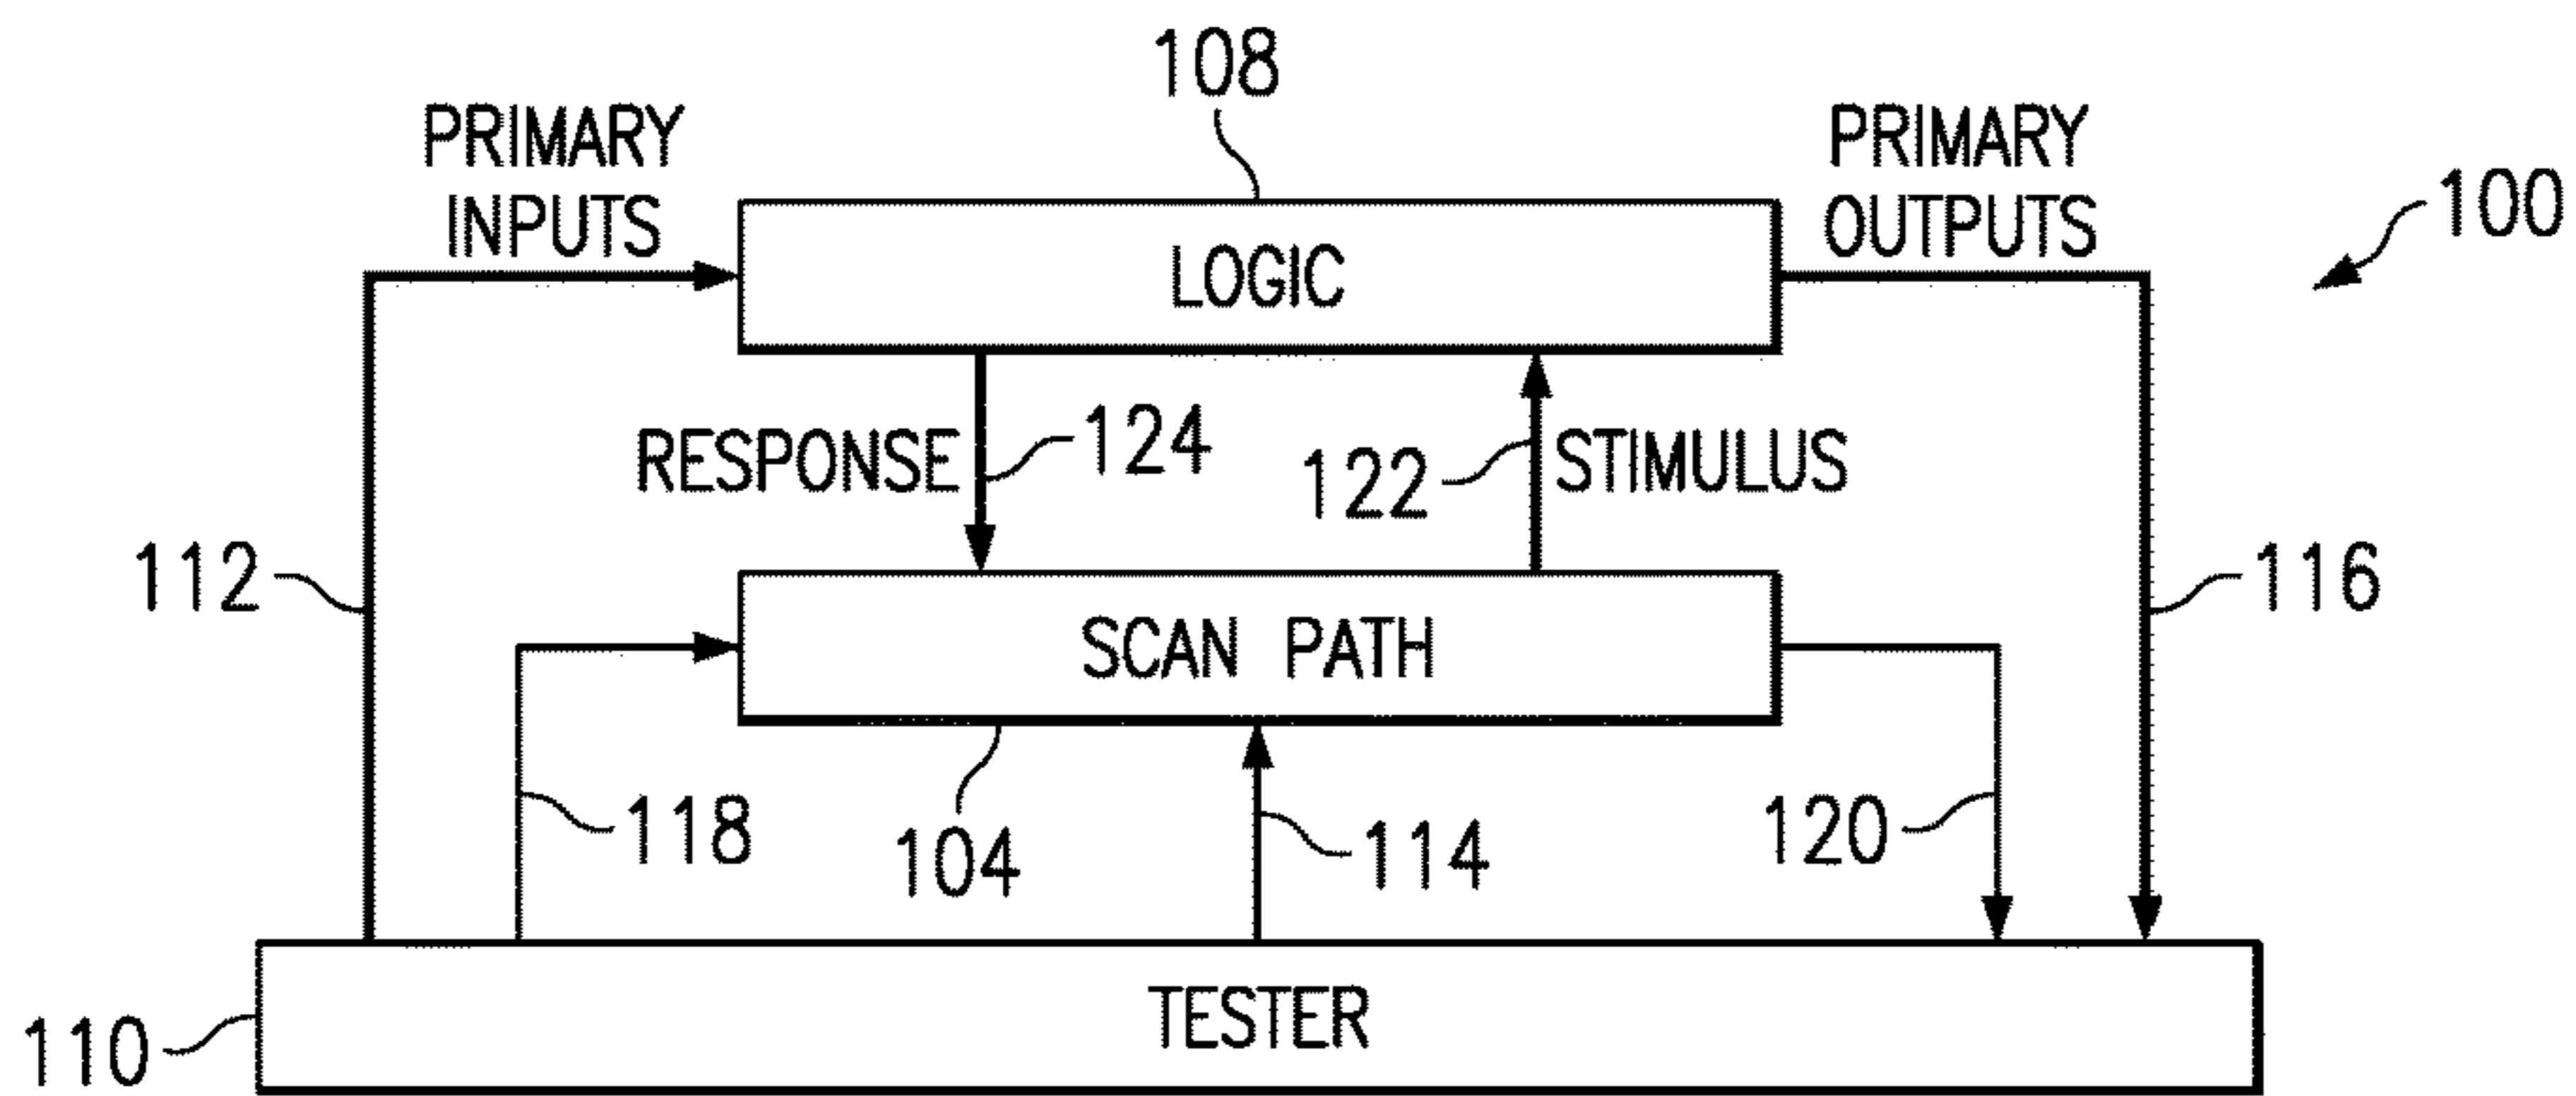 108
PRIMARY
INPUTS
PRIMARY
OUTPUTS
100
LOGIC
RESPONSE
124
122
STIMULUS
112
116
SCAN PATH
118
104
114
120
TESTER
110